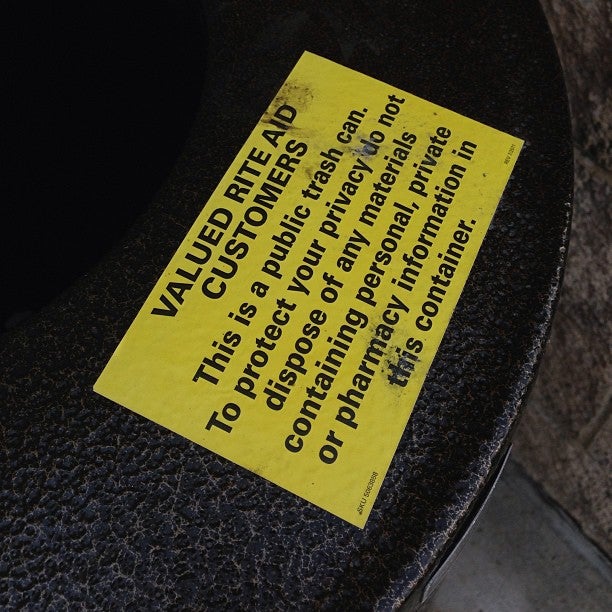 VALUED RITE AID
CUSTOMERS
This is a public trash can.
To protect your privacy do not
dispose of any materials
containing personal, private
or pharmacy information in
this container.